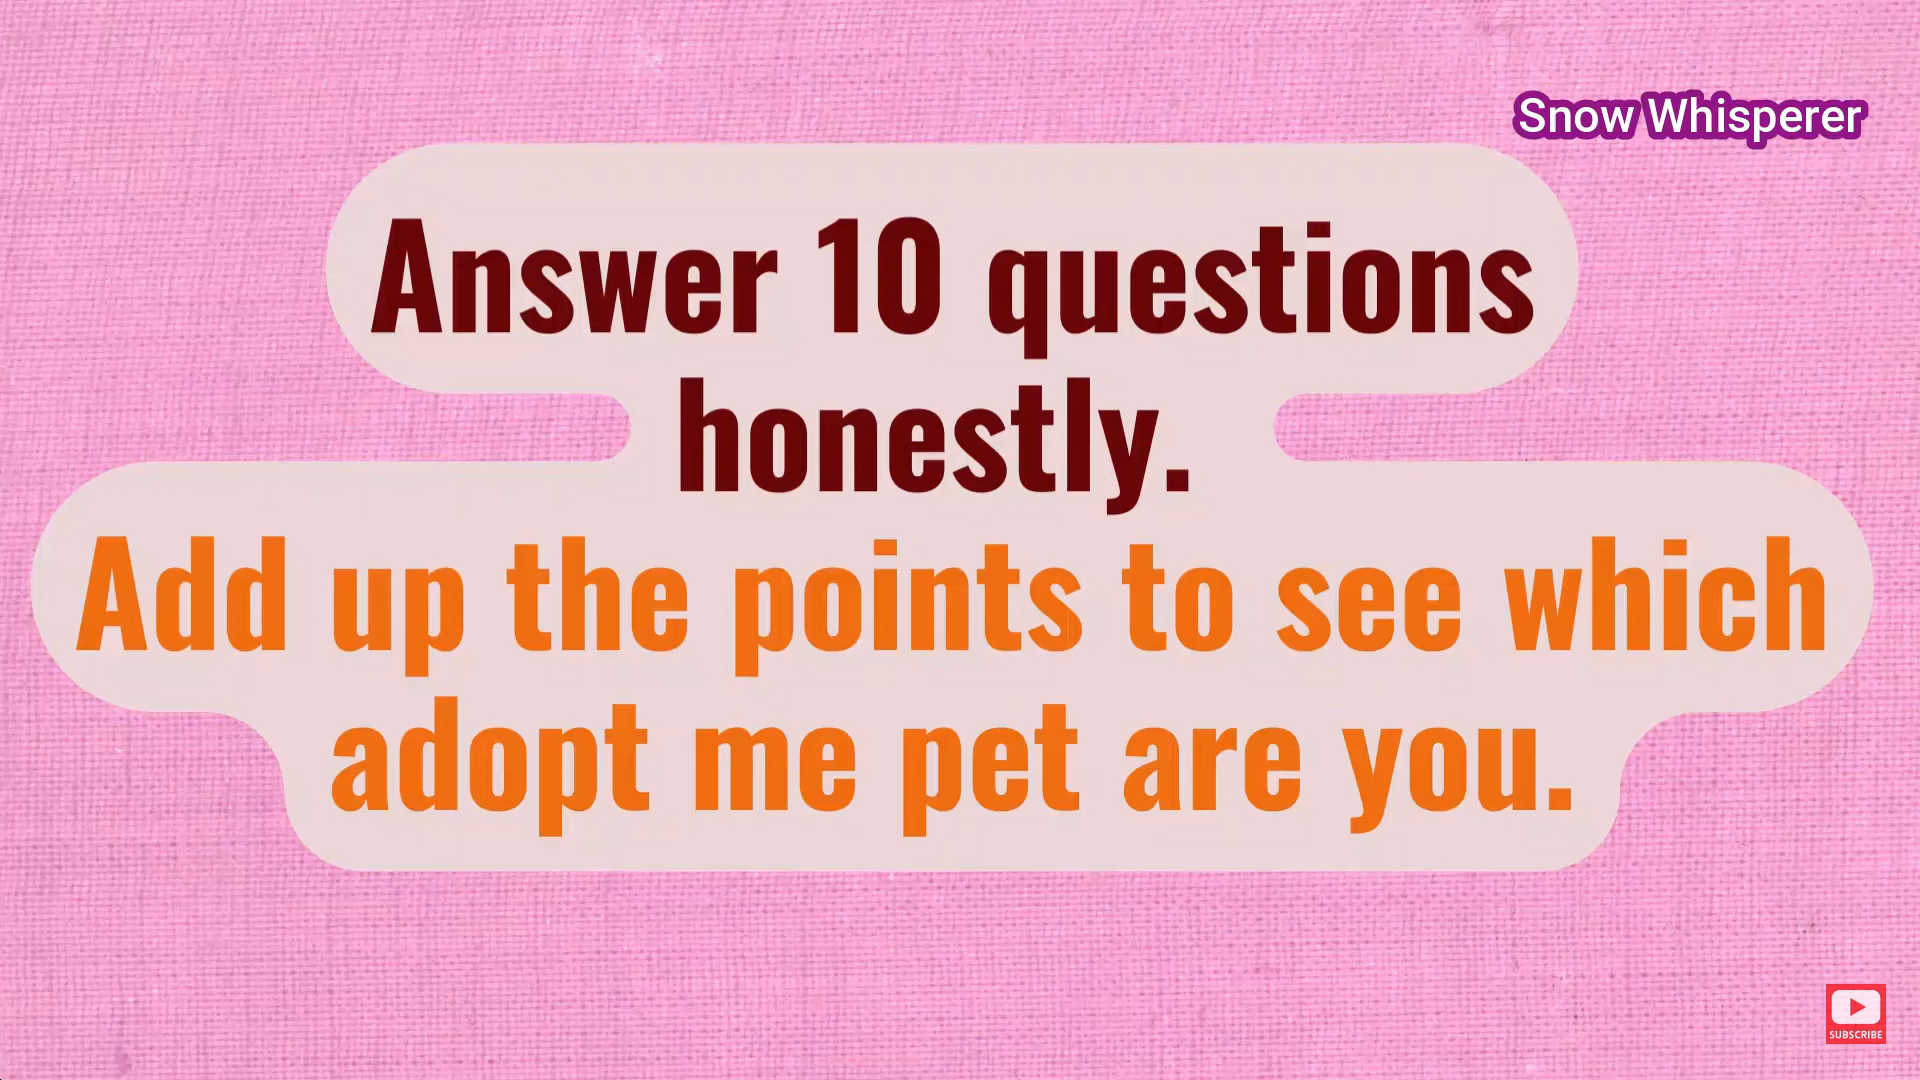 Snow Whisperer
Answer 10 questions
honestly.
Add up the points to see which
adopt me pet are you.
SUBSCRIBE